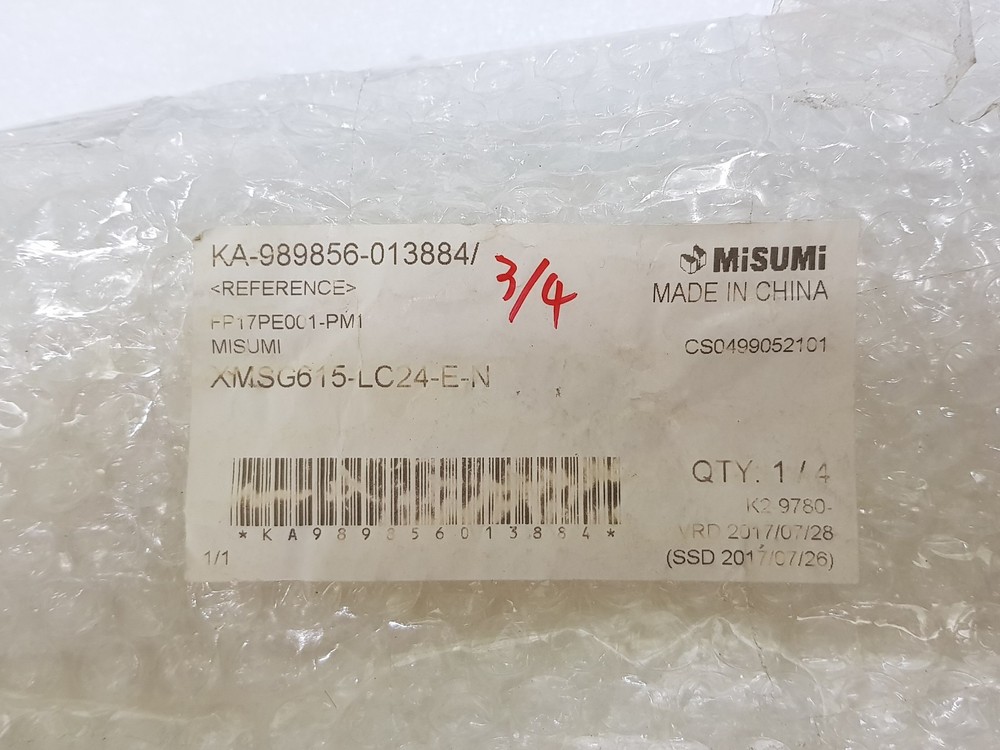 KA-989856-013884/
3/4
MiSUMi
<REFERENCE>
MADE IN CHINA
FP17PE001-PM1
MISUMI
CS0499052101
XMSG615-LC24-E-N
QTY: 1 / 4
K2 9780-
*KA989856013884*
VRD 2017/07/28
1/1
(SSD 2017/07/26)